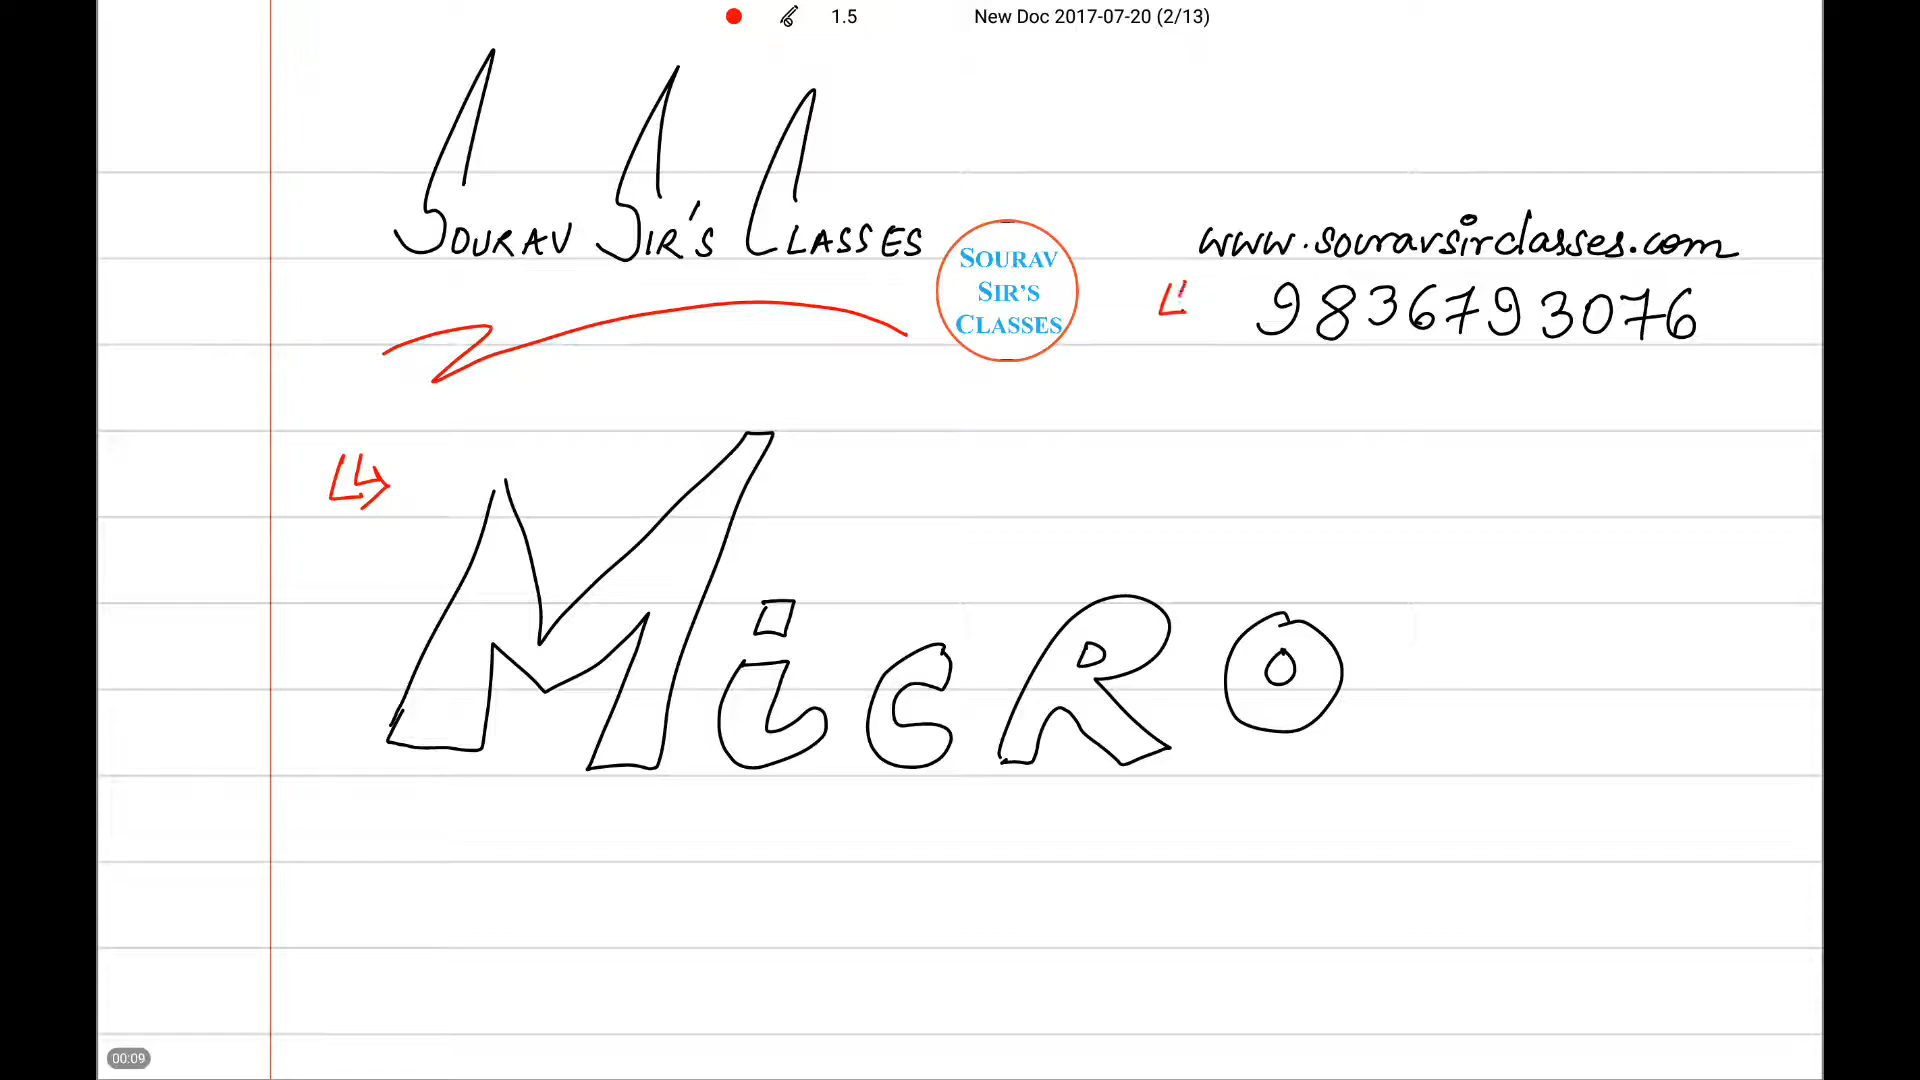 1.5 New Doc 2017-07-20 (2/13)
SOURAV SIR'S CLASSES
SOURAV
SIR'S
CLASSES
www.souravsirclasses.com
9836793076
MicRO
00:09